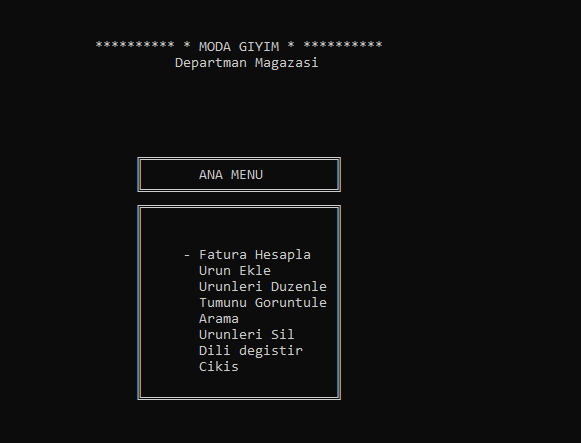 ********** * MODA GIYIM * **********
Departman Magazasi
ANA MENU
- Fatura Hesapla
Urun Ekle
Urunleri Duzenle
Tumunu Goruntule
Arama
Urunleri Sil
Dili degistir
Cikis